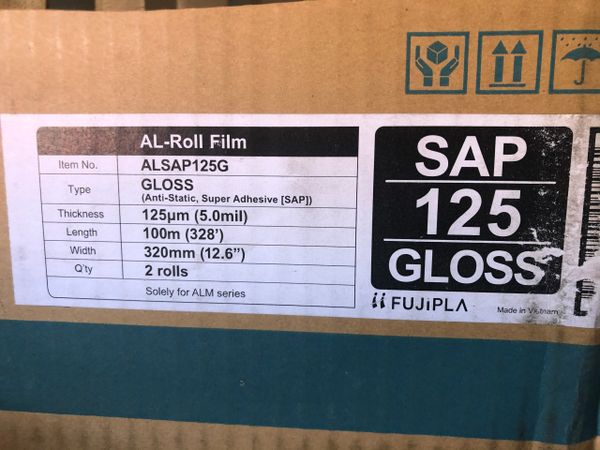 AL-Roll Film
Item No. ALSAP125G
Type GLOSS
(Anti-Static, Super Adhesive [SAP])
Thickness 125μm (5.0mil)
Length 100m (328')
Width 320mm (12.6")
Q'ty 2 rolls
Solely for ALM series
SAP
125
GLOSS
FUJiPLA
Made in Vietnam